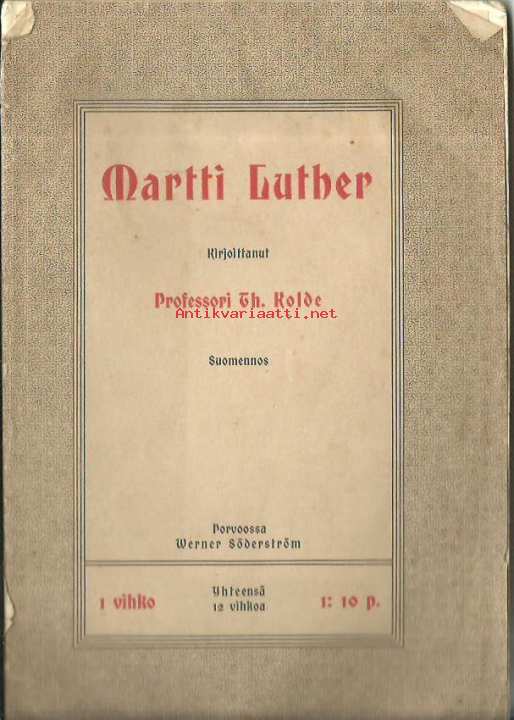 Martti Luther
Kirjoittanut
Professori Th. Kolde
Antikvariaatti.net
Suomennos
Porvoossa
Werner Söderström
1 vihko
Yhteensä
12 vihkoa
1: 10 p.